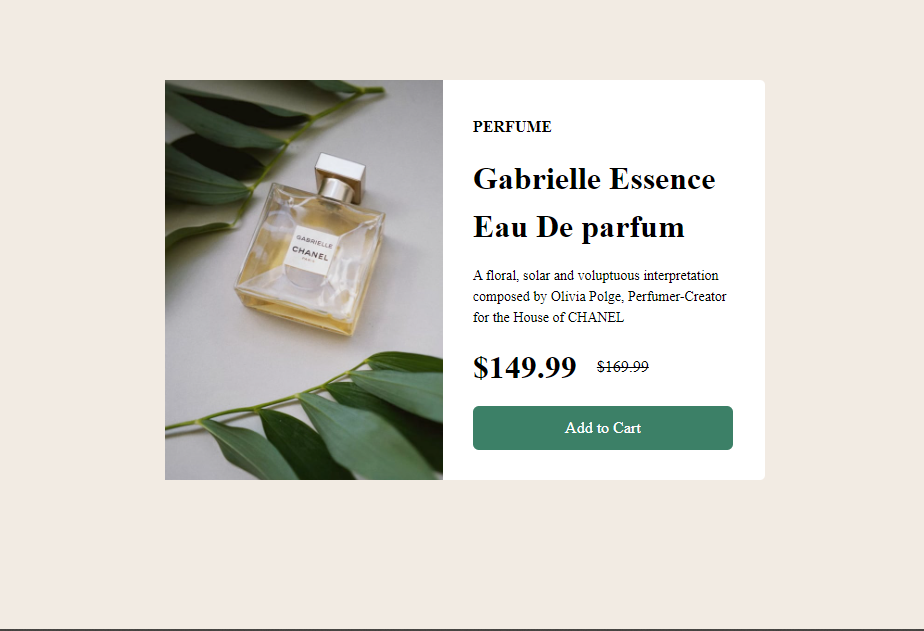 GABRIELLE
CHANEL
PARIS
PERFUME
Gabrielle Essence
Eau De parfum
A floral, solar and voluptuous interpretation
composed by Olivia Polge, Perfumer-Creator
for the House of CHANEL
$149.99 $169.99
Add to Cart